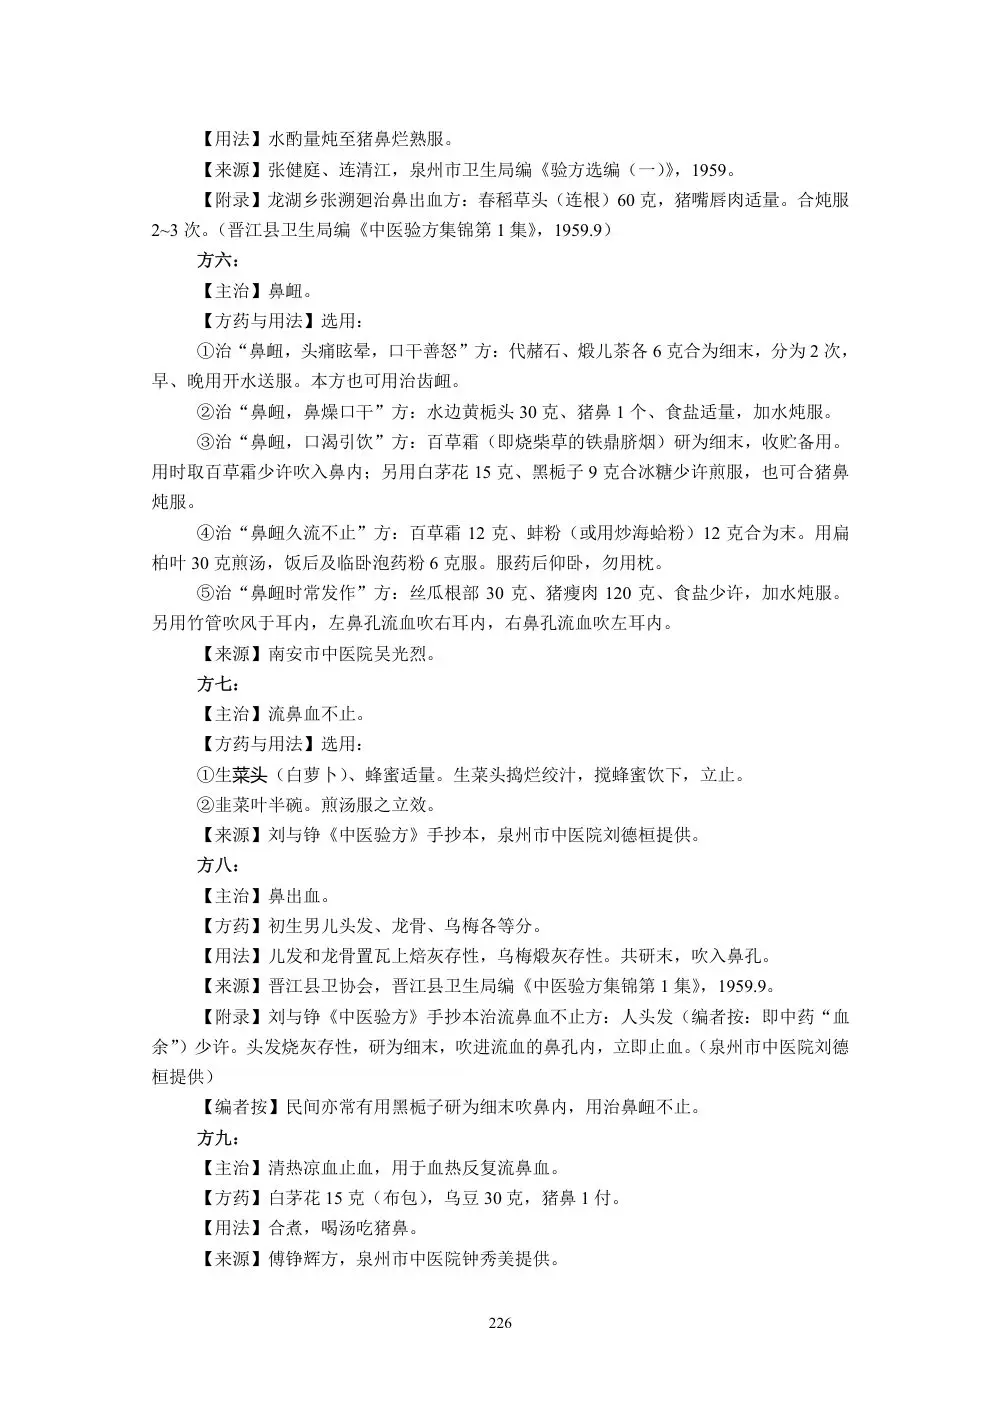 【用法】水酌量炖至猪鼻烂熟服。
【来源】张健庭、连清江，泉州市卫生局编《验方选编（一）》，1959。
【附录】龙湖乡张溯廻治鼻出血方：春稻草头（连根）60 克，猪嘴唇肉适量。合炖服
2~3 次。（晋江县卫生局编《中医验方集锦第 1 集》，1959.9）
方六：
【主治】鼻衄。
【方药与用法】选用：
①治“鼻衄，头痛眩晕，口干善怒”方：代赭石、煅儿茶各 6 克合为细末，分为 2 次，
早、晚用开水送服。本方也可用治齿衄。
②治“鼻衄，鼻燥口干”方：水边黄栀头 30 克、猪鼻 1 个、食盐适量，加水炖服。
③治“鼻衄，口渴引饮”方：百草霜（即烧柴草的铁鼎脐烟）研为细末，收贮备用。
用时取百草霜少许吹入鼻内；另用白茅花 15 克、黑栀子 9 克合冰糖少许煎服，也可合猪鼻
炖服。
④治“鼻衄久流不止”方：百草霜 12 克、蚌粉（或用炒海蛤粉）12 克合为末。用扁
柏叶 30 克煎汤，饭后及临卧泡药粉 6 克服。服药后仰卧，勿用枕。
⑤治“鼻衄时常发作”方：丝瓜根部 30 克、猪瘦肉 120 克、食盐少许，加水炖服。
另用竹管吹风于耳内，左鼻孔流血吹右耳内，右鼻孔流血吹左耳内。
【来源】南安市中医院吴光烈。
方七：
【主治】流鼻血不止。
【方药与用法】选用：
①生菜头（白萝卜）、蜂蜜适量。生菜头捣烂绞汁，搅蜂蜜饮下，立止。
②韭菜叶半碗。煎汤服之立效。
【来源】刘与铮《中医验方》手抄本，泉州市中医院刘德桓提供。
方八：
【主治】鼻出血。
【方药】初生男儿头发、龙骨、乌梅各等分。
【用法】儿发和龙骨置瓦上焙灰存性，乌梅煅灰存性。共研末，吹入鼻孔。
【来源】晋江县卫协会，晋江县卫生局编《中医验方集锦第 1 集》，1959.9。
【附录】刘与铮《中医验方》手抄本治流鼻血不止方：人头发（编者按：即中药“血
余”）少许。头发烧灰存性，研为细末，吹进流血的鼻孔内，立即止血。（泉州市中医院刘德
桓提供）
【编者按】民间亦常有用黑栀子研为细末吹鼻内，用治鼻衄不止。
方九：
【主治】清热凉血止血，用于血热反复流鼻血。
【方药】白茅花 15 克（布包），乌豆 30 克，猪鼻 1 付。
【用法】合煮，喝汤吃猪鼻。
【来源】傅铮辉方，泉州市中医院钟秀美提供。
226